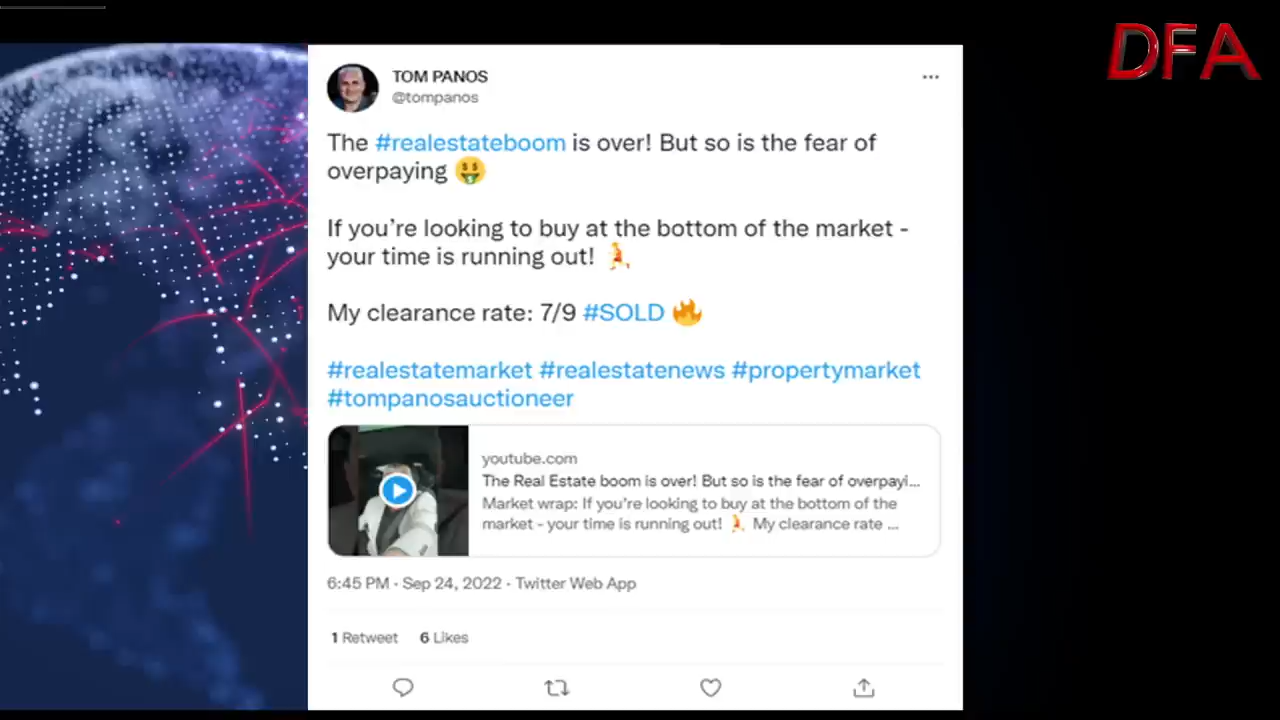 DFA
TOM PANOS
@tompanos
The #realestateboom is over! But so is the fear of
overpaying 🤑
If you're looking to buy at the bottom of the market -
your time is running out! 🏃
My clearance rate: 7/9 #SOLD 🔥
#realestatemarket #realestatenews #propertymarket
#tompanosauctioneer
youtube.com
The Real Estate boom is over! But so is the fear of overpayi...
Market wrap: If you're looking to buy at the bottom of the
market - your time is running out! 🏃 My clearance rate ...
6:45 PM · Sep 24, 2022 · Twitter Web App
1 Retweet 6 Likes